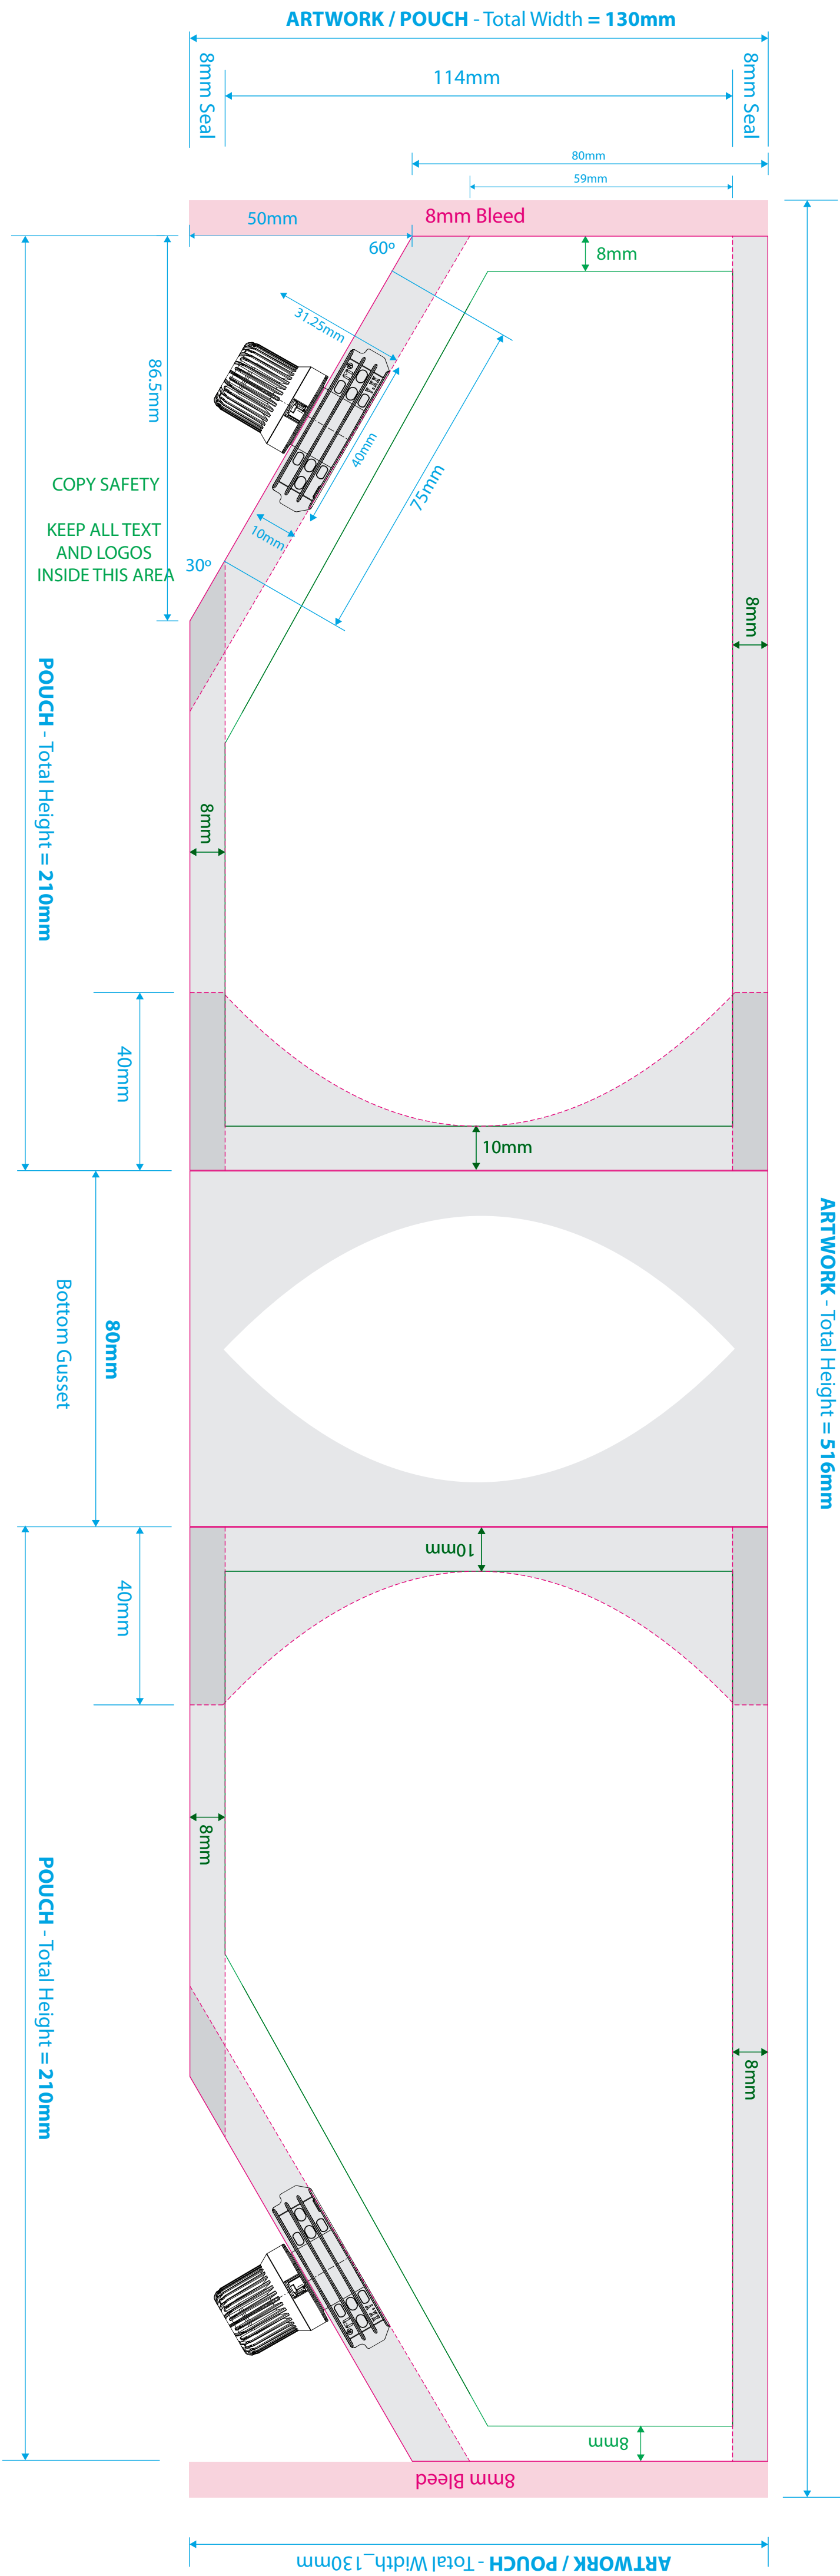 ARTWORK / POUCH - Total Width = 130mm
8mm Seal
114mm
8mm Seal
80mm
59mm
8mm Bleed
50mm
60º
8mm
31.25mm
86.5mm
40mm
75mm
COPY SAFETY
10mm
KEEP ALL TEXT
AND LOGOS
INSIDE THIS AREA
30º
8mm
POUCH - Total Height = 210mm
8mm
40mm
10mm
ARTWORK - Total Height = 516mm
Bottom Gusset
80mm
10mm
40mm
8mm
POUCH - Total Height = 210mm
8mm
8mm
8mm Bleed
ARTWORK / POUCH - Total Width_130mm